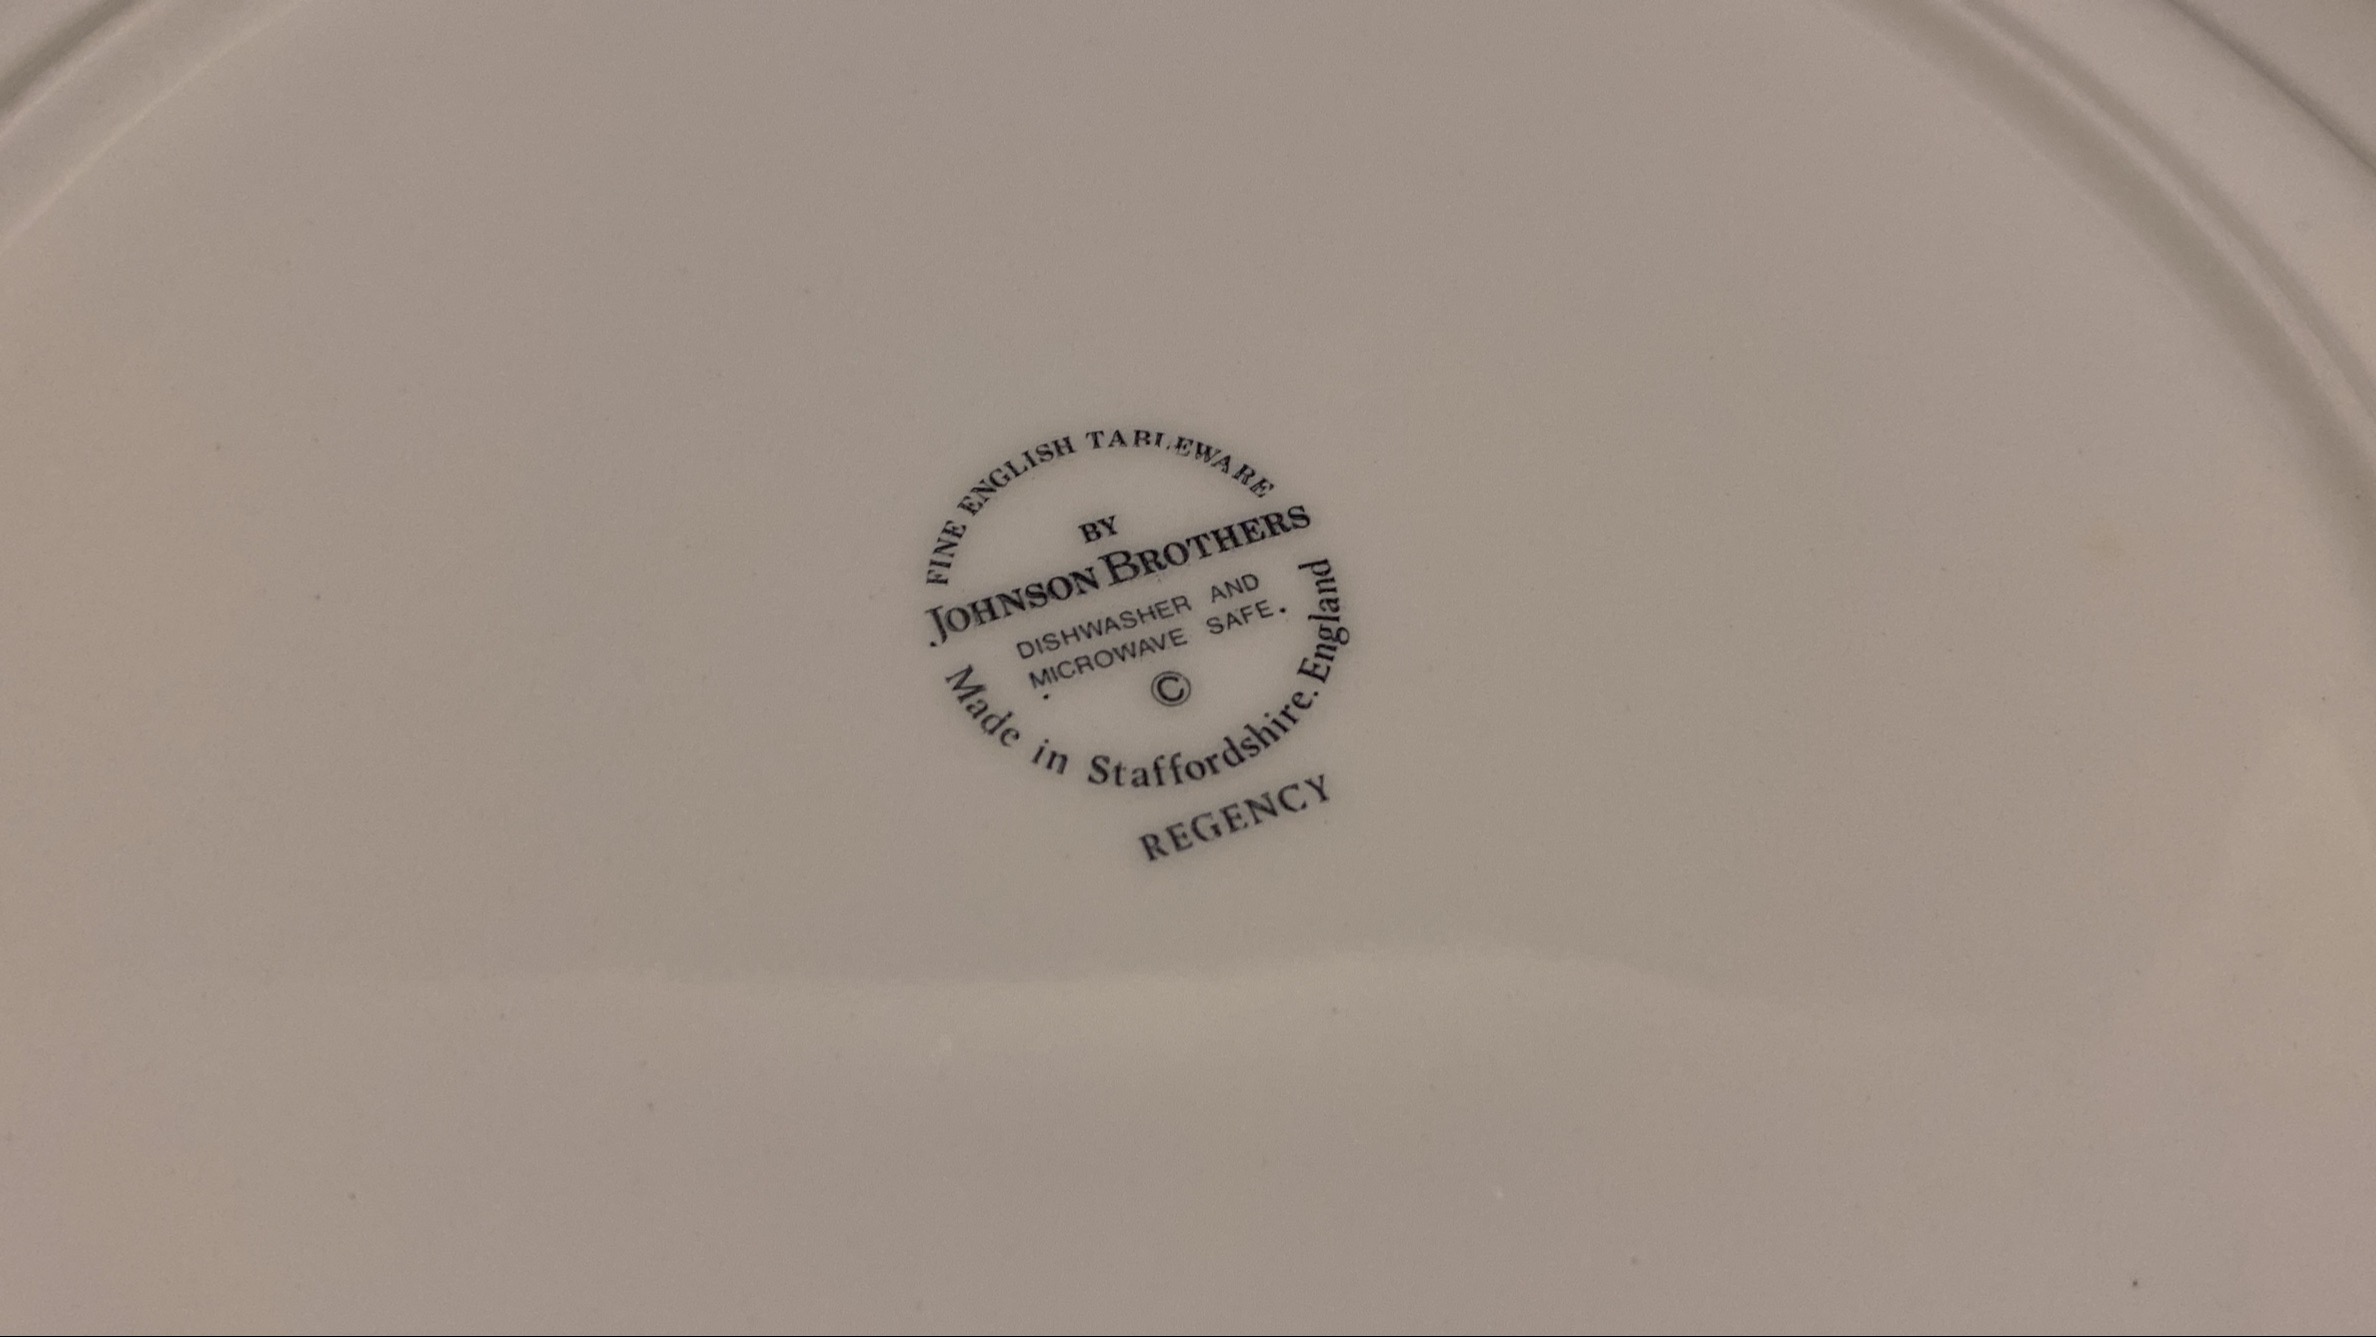 FINE ENGLISH TABLEWARE
BY
JOHNSON BROTHERS
DISHWASHER AND
MICROWAVE SAFE.
©
Made in Staffordshire. England
REGENCY